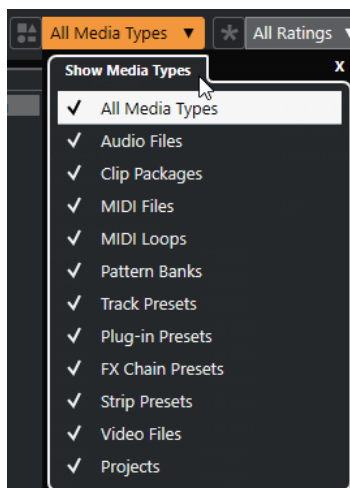 All Media Types All Ratings
Show Media Types X
All Media Types
Audio Files
Clip Packages
MIDI Files
MIDI Loops
Pattern Banks
Track Presets
Plug-in Presets
FX Chain Presets
Strip Presets
Video Files
Projects